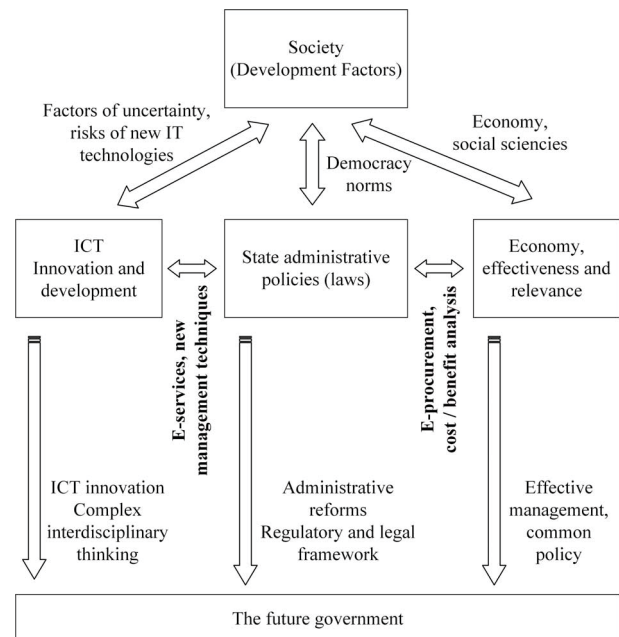 Society
(Development Factors)
Factors of uncertainty,
risks of new IT
technologies
Economy,
social sciencies
Democracy
norms
ICT
Innovation and
development
State administrative
policies (laws)
Economy,
effectiveness and
relevance
E-services, new
management techniques
E-procurement,
cost / benefit analysis
ICT innovation
Complex
interdisciplinary
thinking
Administrative
reforms
Regulatory and legal
framework
Effective
management,
common
policy
The future government